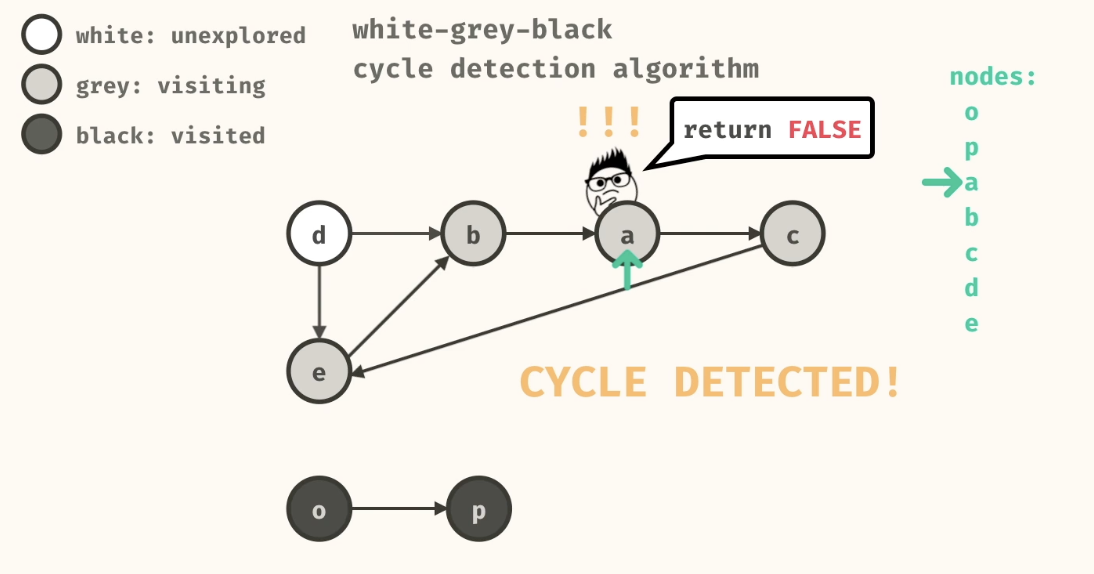 white: unexplored
grey: visiting
black: visited
white-grey-black
cycle detection algorithm
!!!
return FALSE
nodes:
o
p
a
b
c
d
e
d
b
a
c
e
CYCLE DETECTED!
o
p